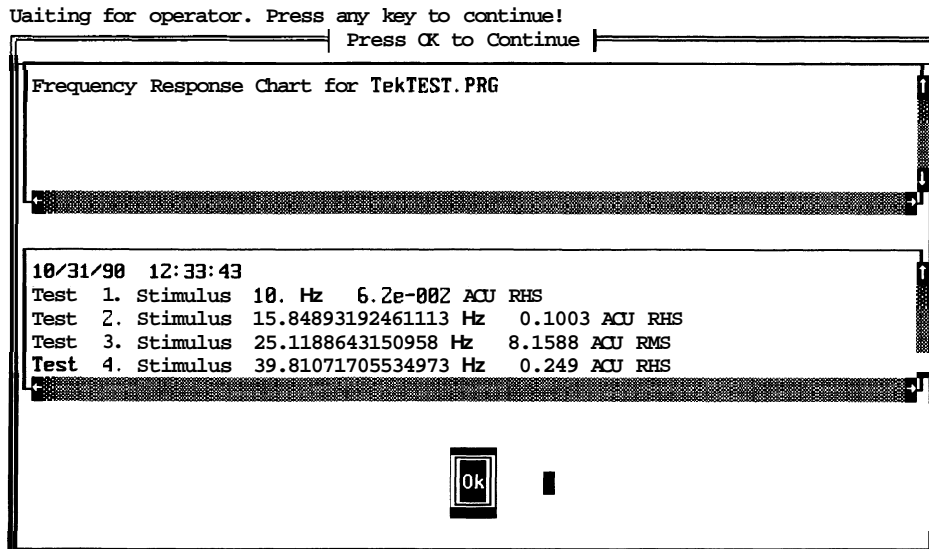 Uaiting for operator. Press any key to continue!
Press OK to Continue
Frequency Response Chart for TekTEST.PRG
10/31/90 12:33:43
Test 1. Stimulus 10. Hz 6.2e-002 ACU RHS
Test 2. Stimulus 15.84893192461113 Hz 0.1003 ACU RHS
Test 3. Stimulus 25.1188643150958 Hz 8.1588 ACU RMS
Test 4. Stimulus 39.81071705534973 Hz 0.249 ACU RHS
Ok